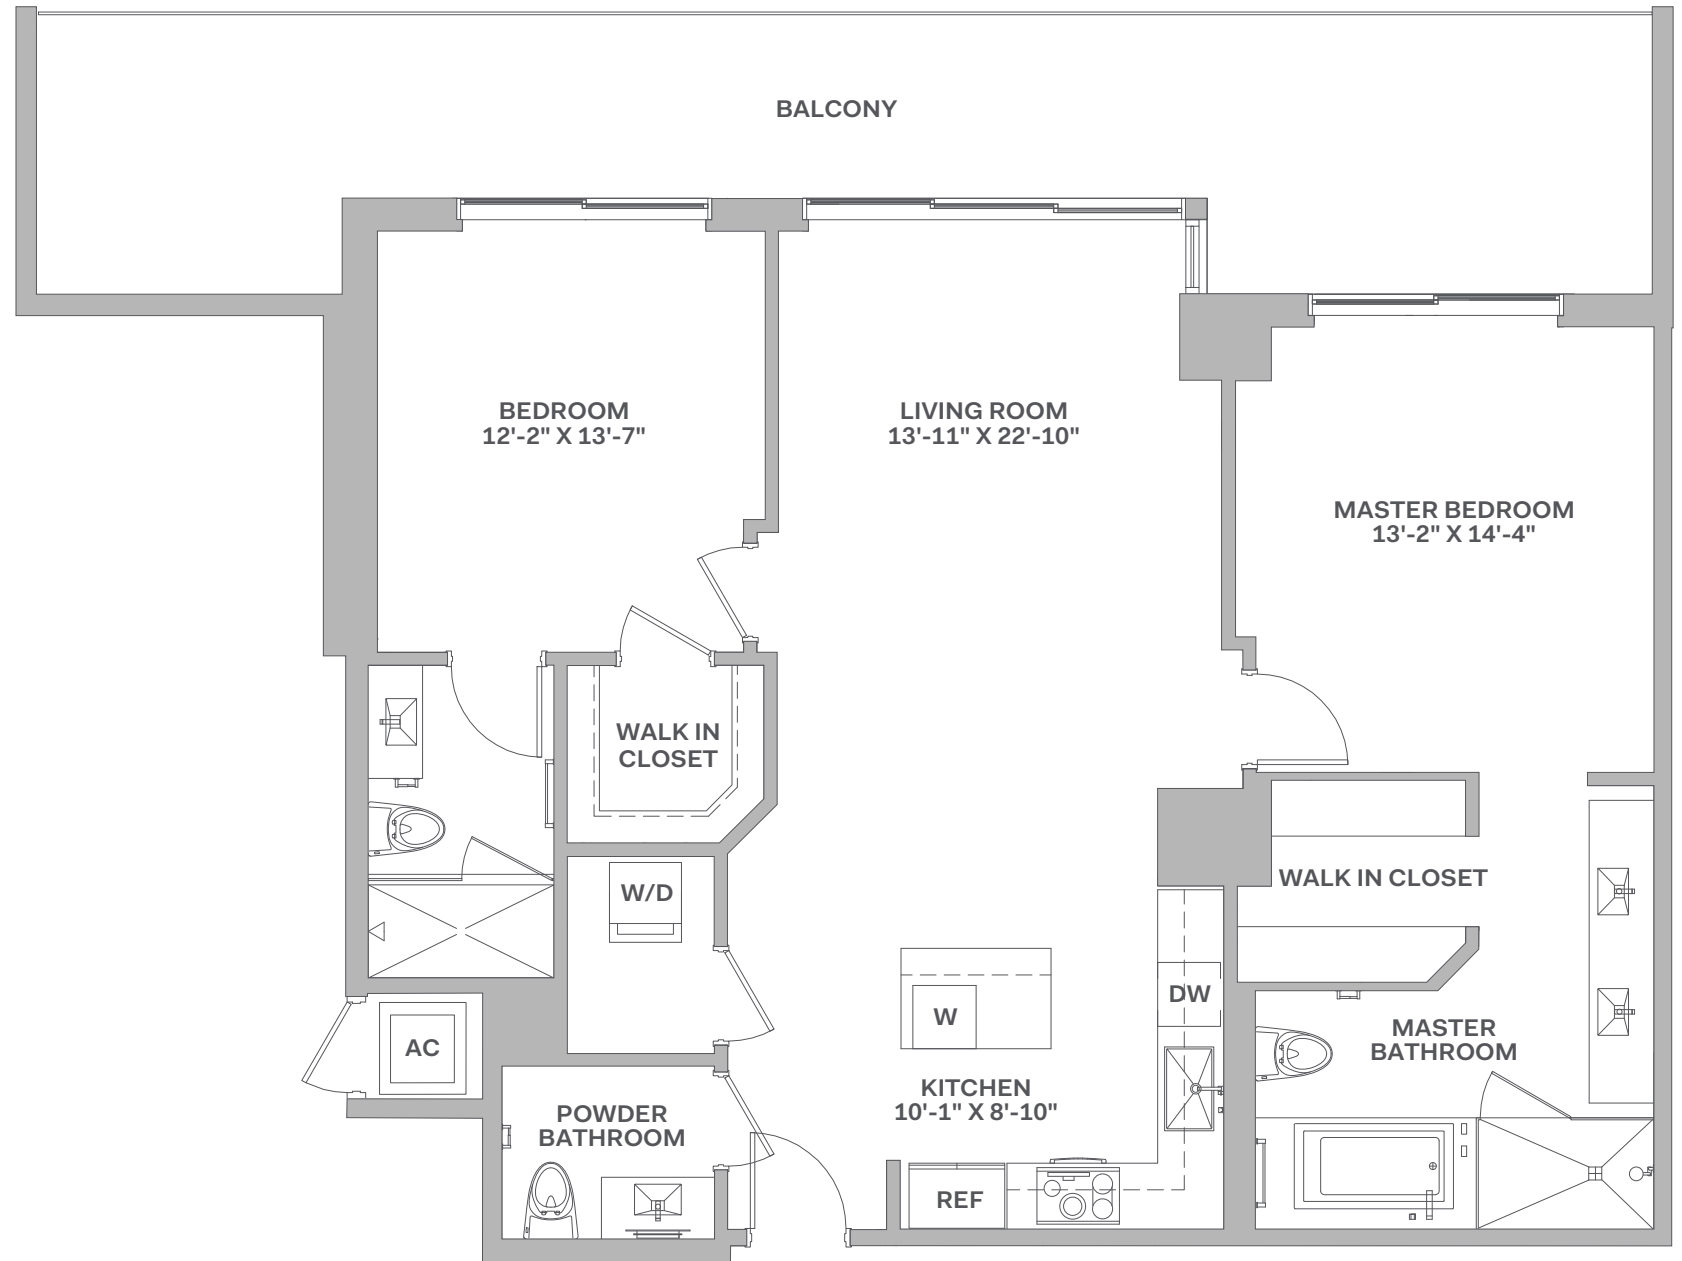 BALCONY
BEDROOM
12'-2" X 13'-7"
LIVING ROOM
13'-11" X 22'-10"
MASTER BEDROOM
13'-2" X 14'-4"
WALK IN
CLOSET
WALK IN CLOSET
W/D
DW
W
AC
MASTER
BATHROOM
KITCHEN
10'-1" X 8'-10"
POWDER
BATHROOM
REF